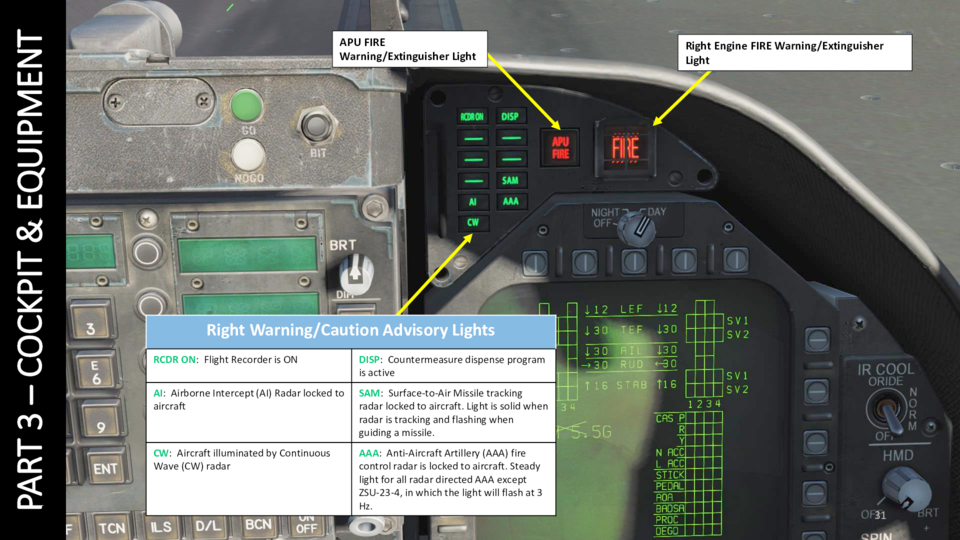 PART 3 – COCKPIT & EQUIPMENT
APU FIRE
Warning/Extinguisher Light
Right Engine FIRE Warning/Extinguisher
Light
GO
NOGO
BIT
RCDR ON
DISP
SAM
AI
AAA
CW
APU
FIRE
FIRE
NIGHT
DAY
OFF
BRT
DIM
3
E
6
9
ENT
TCN
ILS
D/L
BCN
ON
OFF
Right Warning/Caution Advisory Lights
RCDR ON: Flight Recorder is ON
DISP: Countermeasure dispense program
is active
AI: Airborne Intercept (AI) Radar locked to
aircraft
SAM: Surface-to-Air Missile tracking
radar locked to aircraft. Light is solid when
radar is tracking and flashing when
guiding a missile.
CW: Aircraft illuminated by Continuous
Wave (CW) radar
AAA: Anti-Aircraft Artillery (AAA) fire
control radar is locked to aircraft. Steady
light for all radar directed AAA except
ZSU-23-4, in which the light will flash at 3
Hz.
↓12 LEF ↓12
↓30 TEF ↓30
↓30 AIL ↓30
→30 RUD ←30
↑16 STAB ↑16
SV1
SV2
SV1
SV2
3 4
1 2 3 4
5.5G
CAS P
R
Y
N ACC
L ACC
STICK
PEDAL
AOA
BADSA
PROC
DEGD
IR COOL
ORIDE
NORM
OFF
HMD
OFF
BRT
SPIN
31